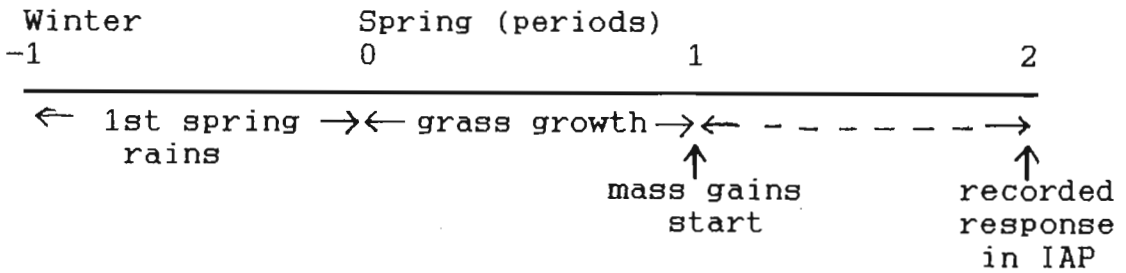 Winter Spring (periods)
-1 0 1 2
← 1st spring →← grass growth →← - - - - - - - →
rains
mass gains recorded
start response
in IAP